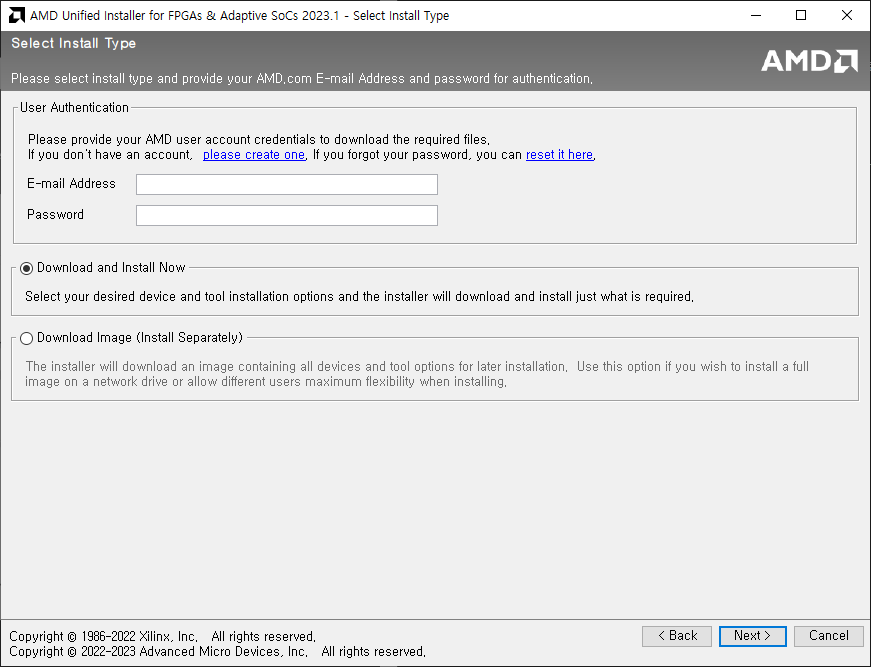 AMD Unified Installer for FPGAs & Adaptive SoCs 2023.1 - Select Install Type
Select Install Type
AMD
Please select install type and provide your AMD.com E-mail Address and password for authentication.
User Authentication
Please provide your AMD user account credentials to download the required files.
If you don't have an account, please create one. If you forgot your password, you can reset it here.
E-mail Address
Password
Download and Install Now
Select your desired device and tool installation options and the installer will download and install just what is required.
Download Image (Install Separately)
The installer will download an image containing all devices and tool options for later installation. Use this option if you wish to install a full
image on a network drive or allow different users maximum flexibility when installing.
Copyright © 1986-2022 Xilinx, Inc. All rights reserved.
Copyright © 2022-2023 Advanced Micro Devices, Inc. All rights reserved.
< Back Next > Cancel